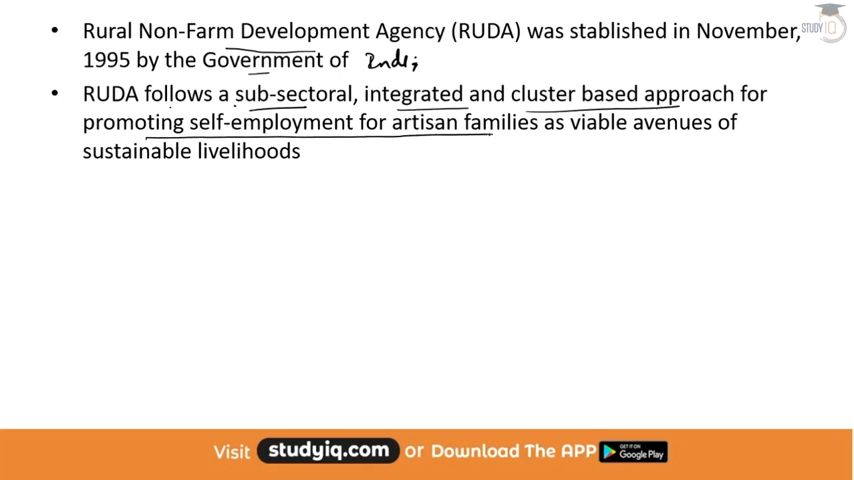 STUDY IQ
• Rural Non-Farm Development Agency (RUDA) was stablished in November,
1995 by the Government of
• RUDA follows a sub-sectoral, integrated and cluster based approach for
promoting self-employment for artisan families as viable avenues of
sustainable livelihoods
Visit studyiq.com or Download The APP GET IT ON Google Play